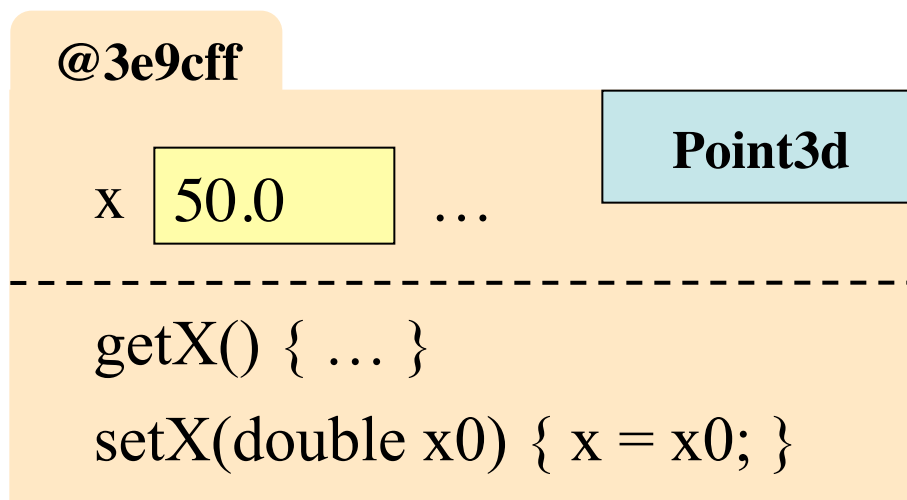 @3e9cff
Point3d
x 50.0 …
getX() { … }
setX(double x0) { x = x0; }